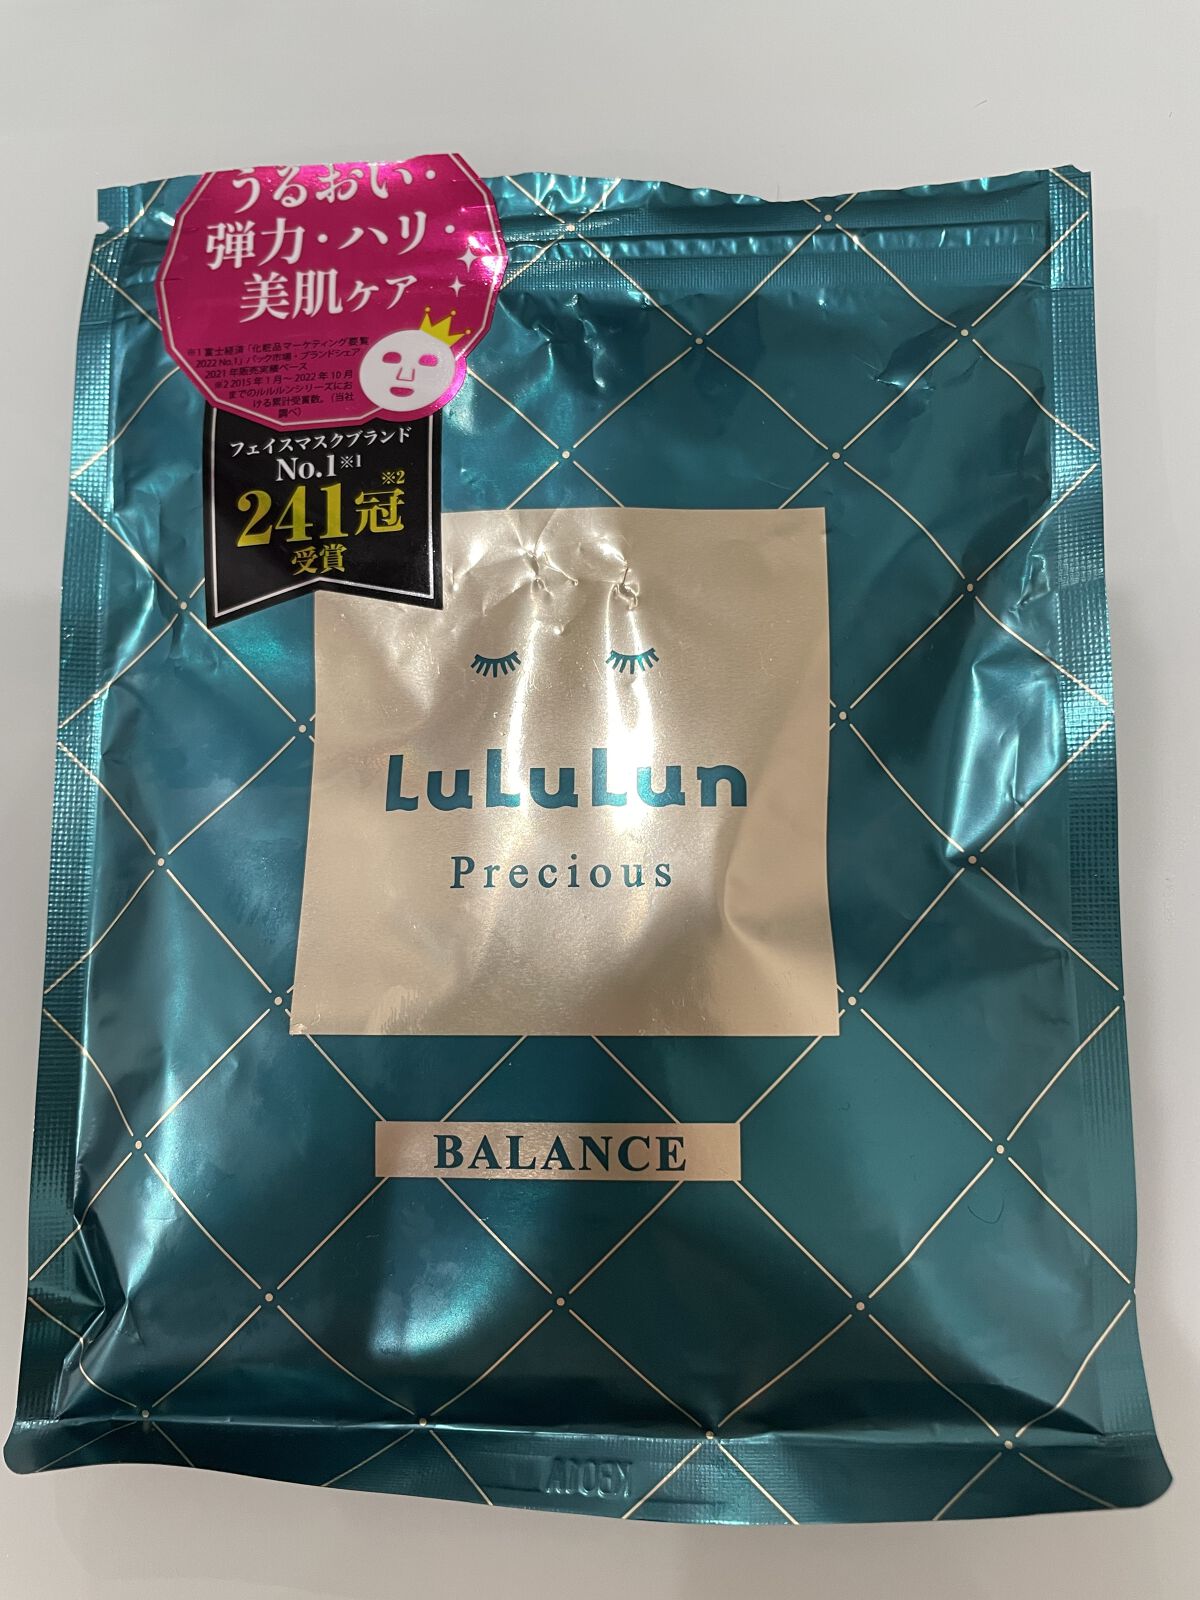 うるおい・
弾力・ハリ・
美肌ケア
※1 富士経済「化粧品マーケティング要覧
2022 No.1」パック市場・ブランドシェア
2021年販売実績ベース
※2 2015年1月〜2022年10月
までのルルルンシリーズにお
ける累計受賞数。（当社
調べ）
フェイスマスクブランド
No.1※1
241冠※2
受賞
LuLuLun
Precious
BALANCE